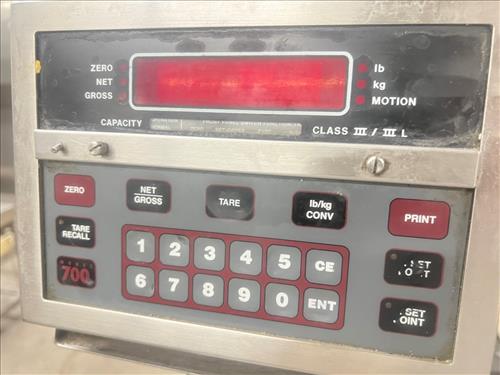 ZERO
NET
GROSS
lb
kg
MOTION
CAPACITY
CLASS III / III L
ZERO
NET
GROSS
TARE
lb/kg
CONV
PRINT
TARE
RECALL
1 2 3 4 5 CE
6 7 8 9 0 ENT
700
SET